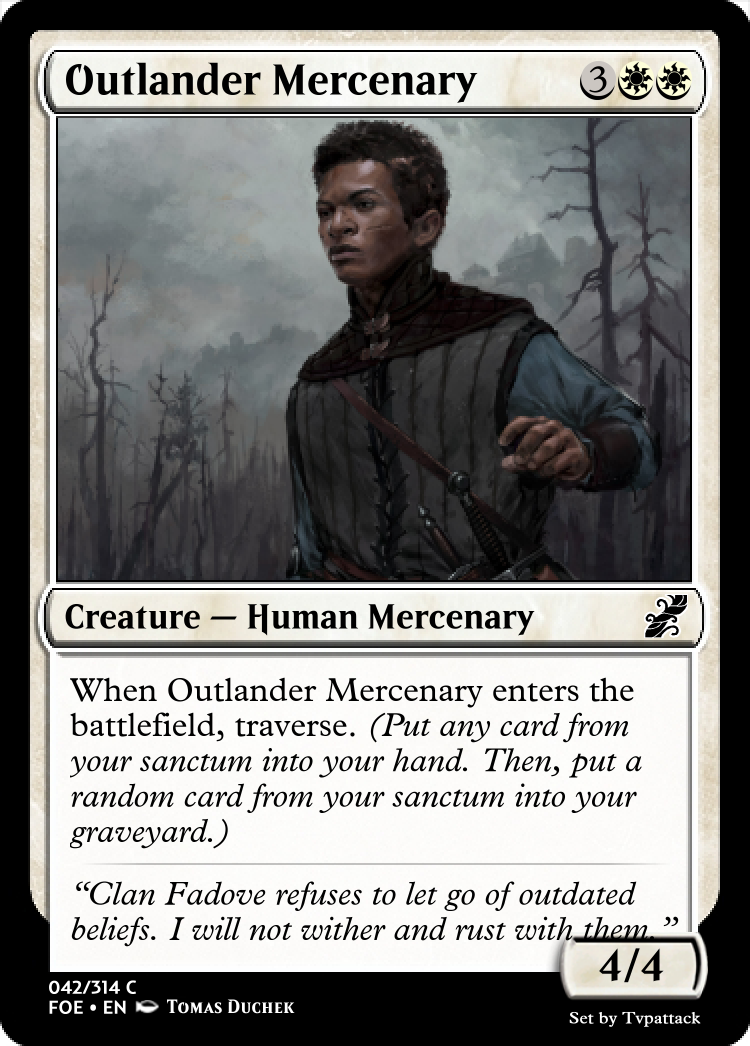 Outlander Mercenary 3
Creature — Human Mercenary
When Outlander Mercenary enters the
battlefield, traverse. (Put any card from
your sanctum into your hand. Then, put a
random card from your sanctum into your
graveyard.)
“Clan Fadove refuses to let go of outdated
beliefs. I will not wither and rust with them.”
4/4
042/314 C
FOE • EN Tomas Duchek
Set by Tvpattack